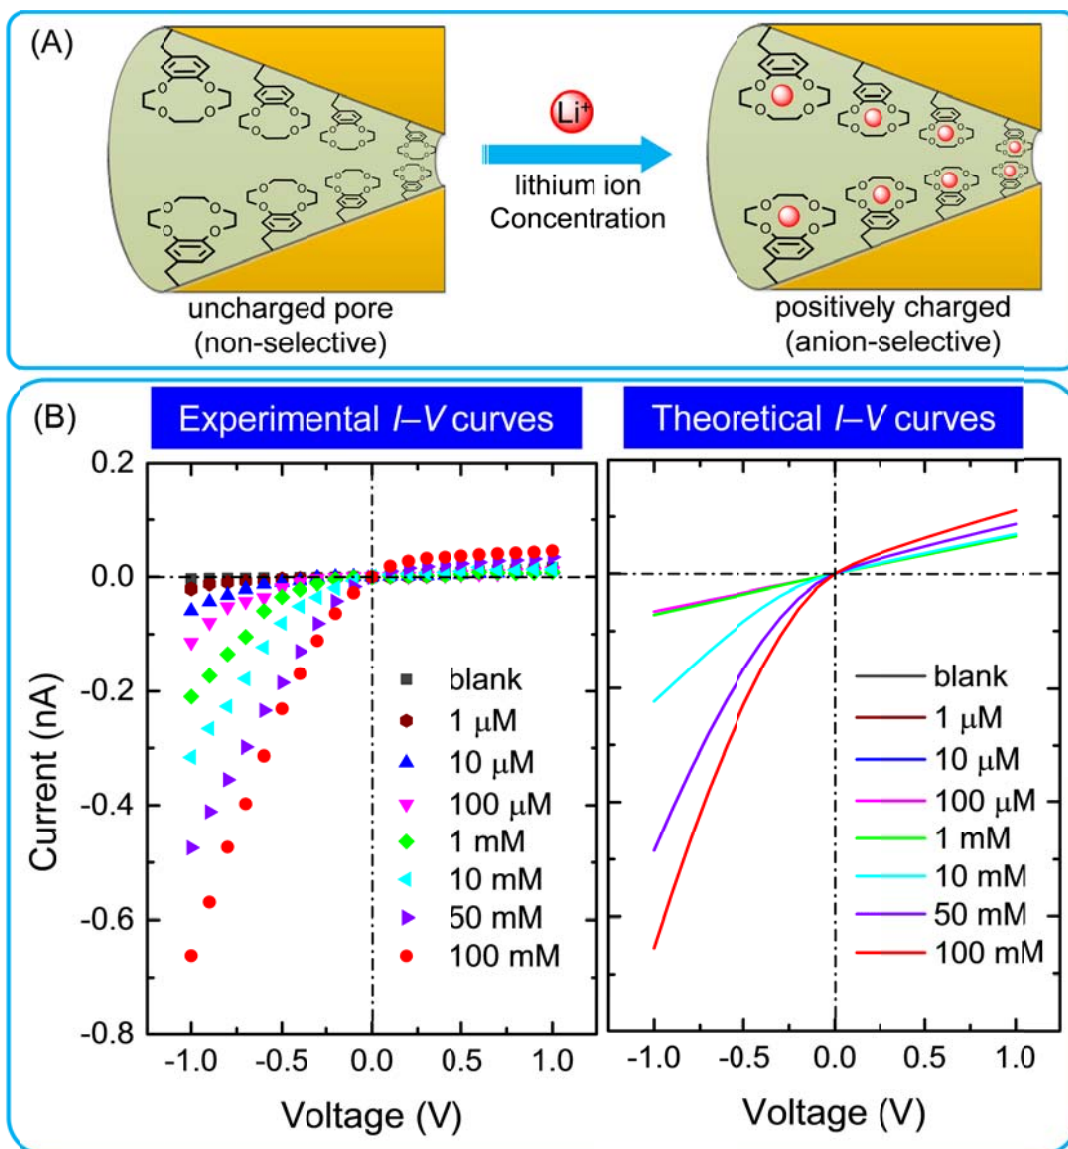 (A)
Li⁺
lithium ion
Concentration
uncharged pore
(non-selective)
positively charged
(anion-selective)
(B)
Experimental I–V curves
Theoretical I–V curves
Current (nA)
0.2
0.0
-0.2
-0.4
-0.6
-0.8
blank
1 μM
10 μM
100 μM
1 mM
10 mM
50 mM
100 mM
-1.0 -0.5 0.0 0.5 1.0
Voltage (V)
blank
1 μM
10 μM
100 μM
1 mM
10 mM
50 mM
100 mM
-1.0 -0.5 0.0 0.5 1.0
Voltage (V)